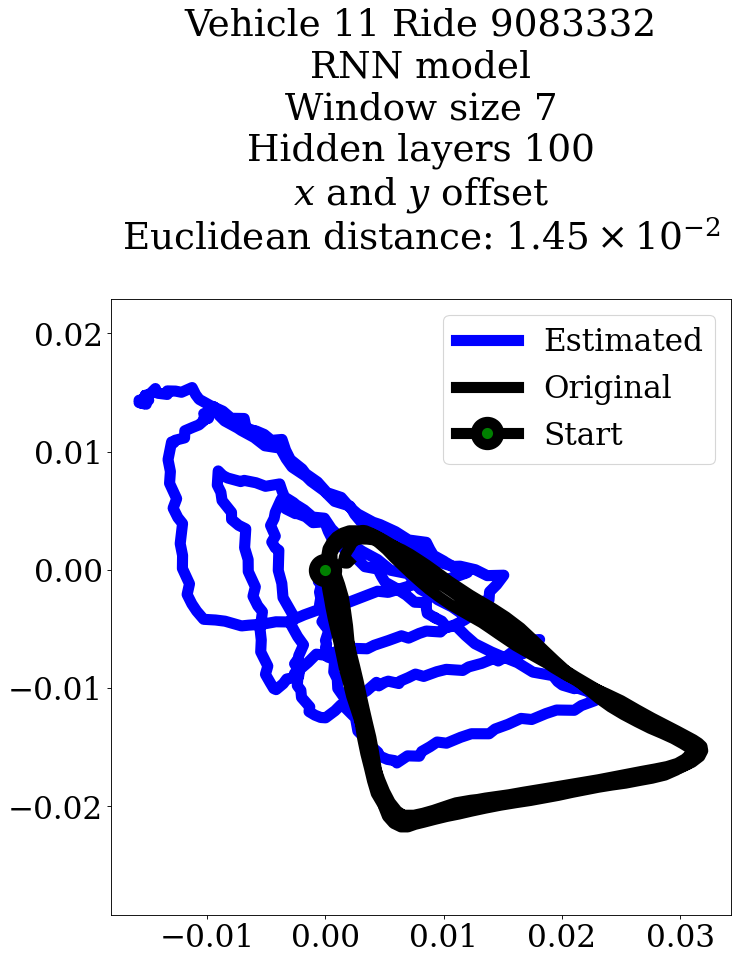 Vehicle 11 Ride 9083332
RNN model
Window size 7
Hidden layers 100
x and y offset
Euclidean distance: 1.45 × 10⁻²
Estimated
Original
Start
0.02
0.01
0.00
−0.01
−0.02
−0.01 0.00 0.01 0.02 0.03